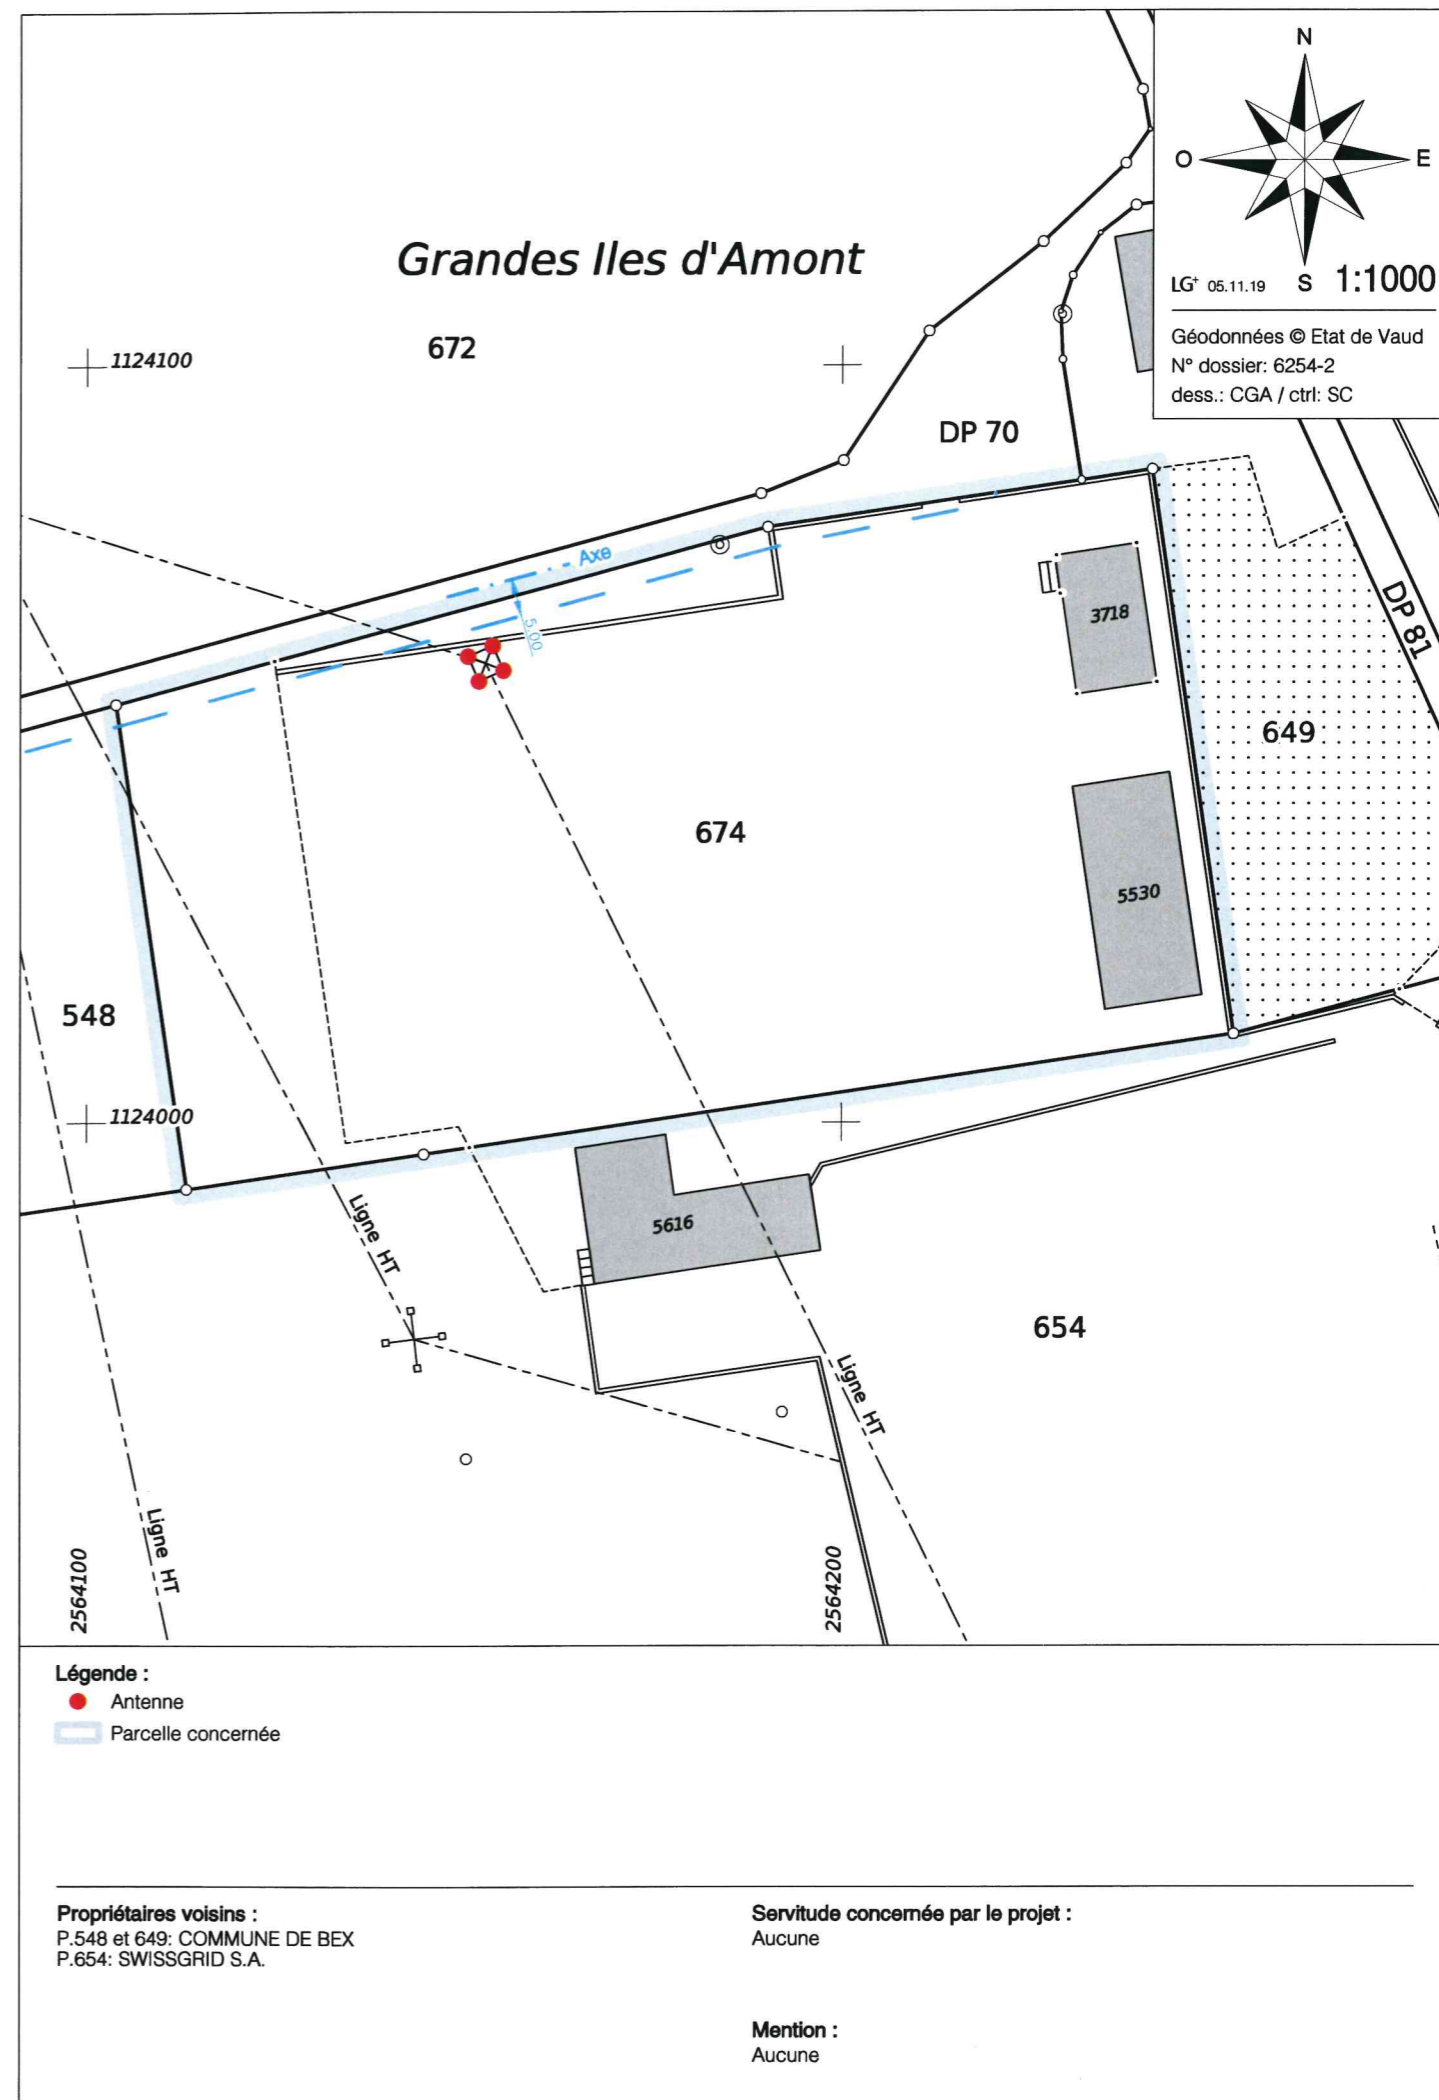 N
O
E
S
LG+ 05.11.19
1:1000
Géodonnées © Etat de Vaud
N° dossier: 6254-2
dess.: CGA / ctrl: SC
Grandes Iles d'Amont
672
1124100
DP 70
Axe
5.00
3718
DP 81
649
674
5530
548
1124000
Ligne HT
5616
654
Ligne HT
Ligne HT
2564100
2564200
Légende :
Antenne
Parcelle concernée
Propriétaires voisins :
P.548 et 649: COMMUNE DE BEX
P.654: SWISSGRID S.A.
Servitude concernée par le projet :
Aucune
Mention :
Aucune